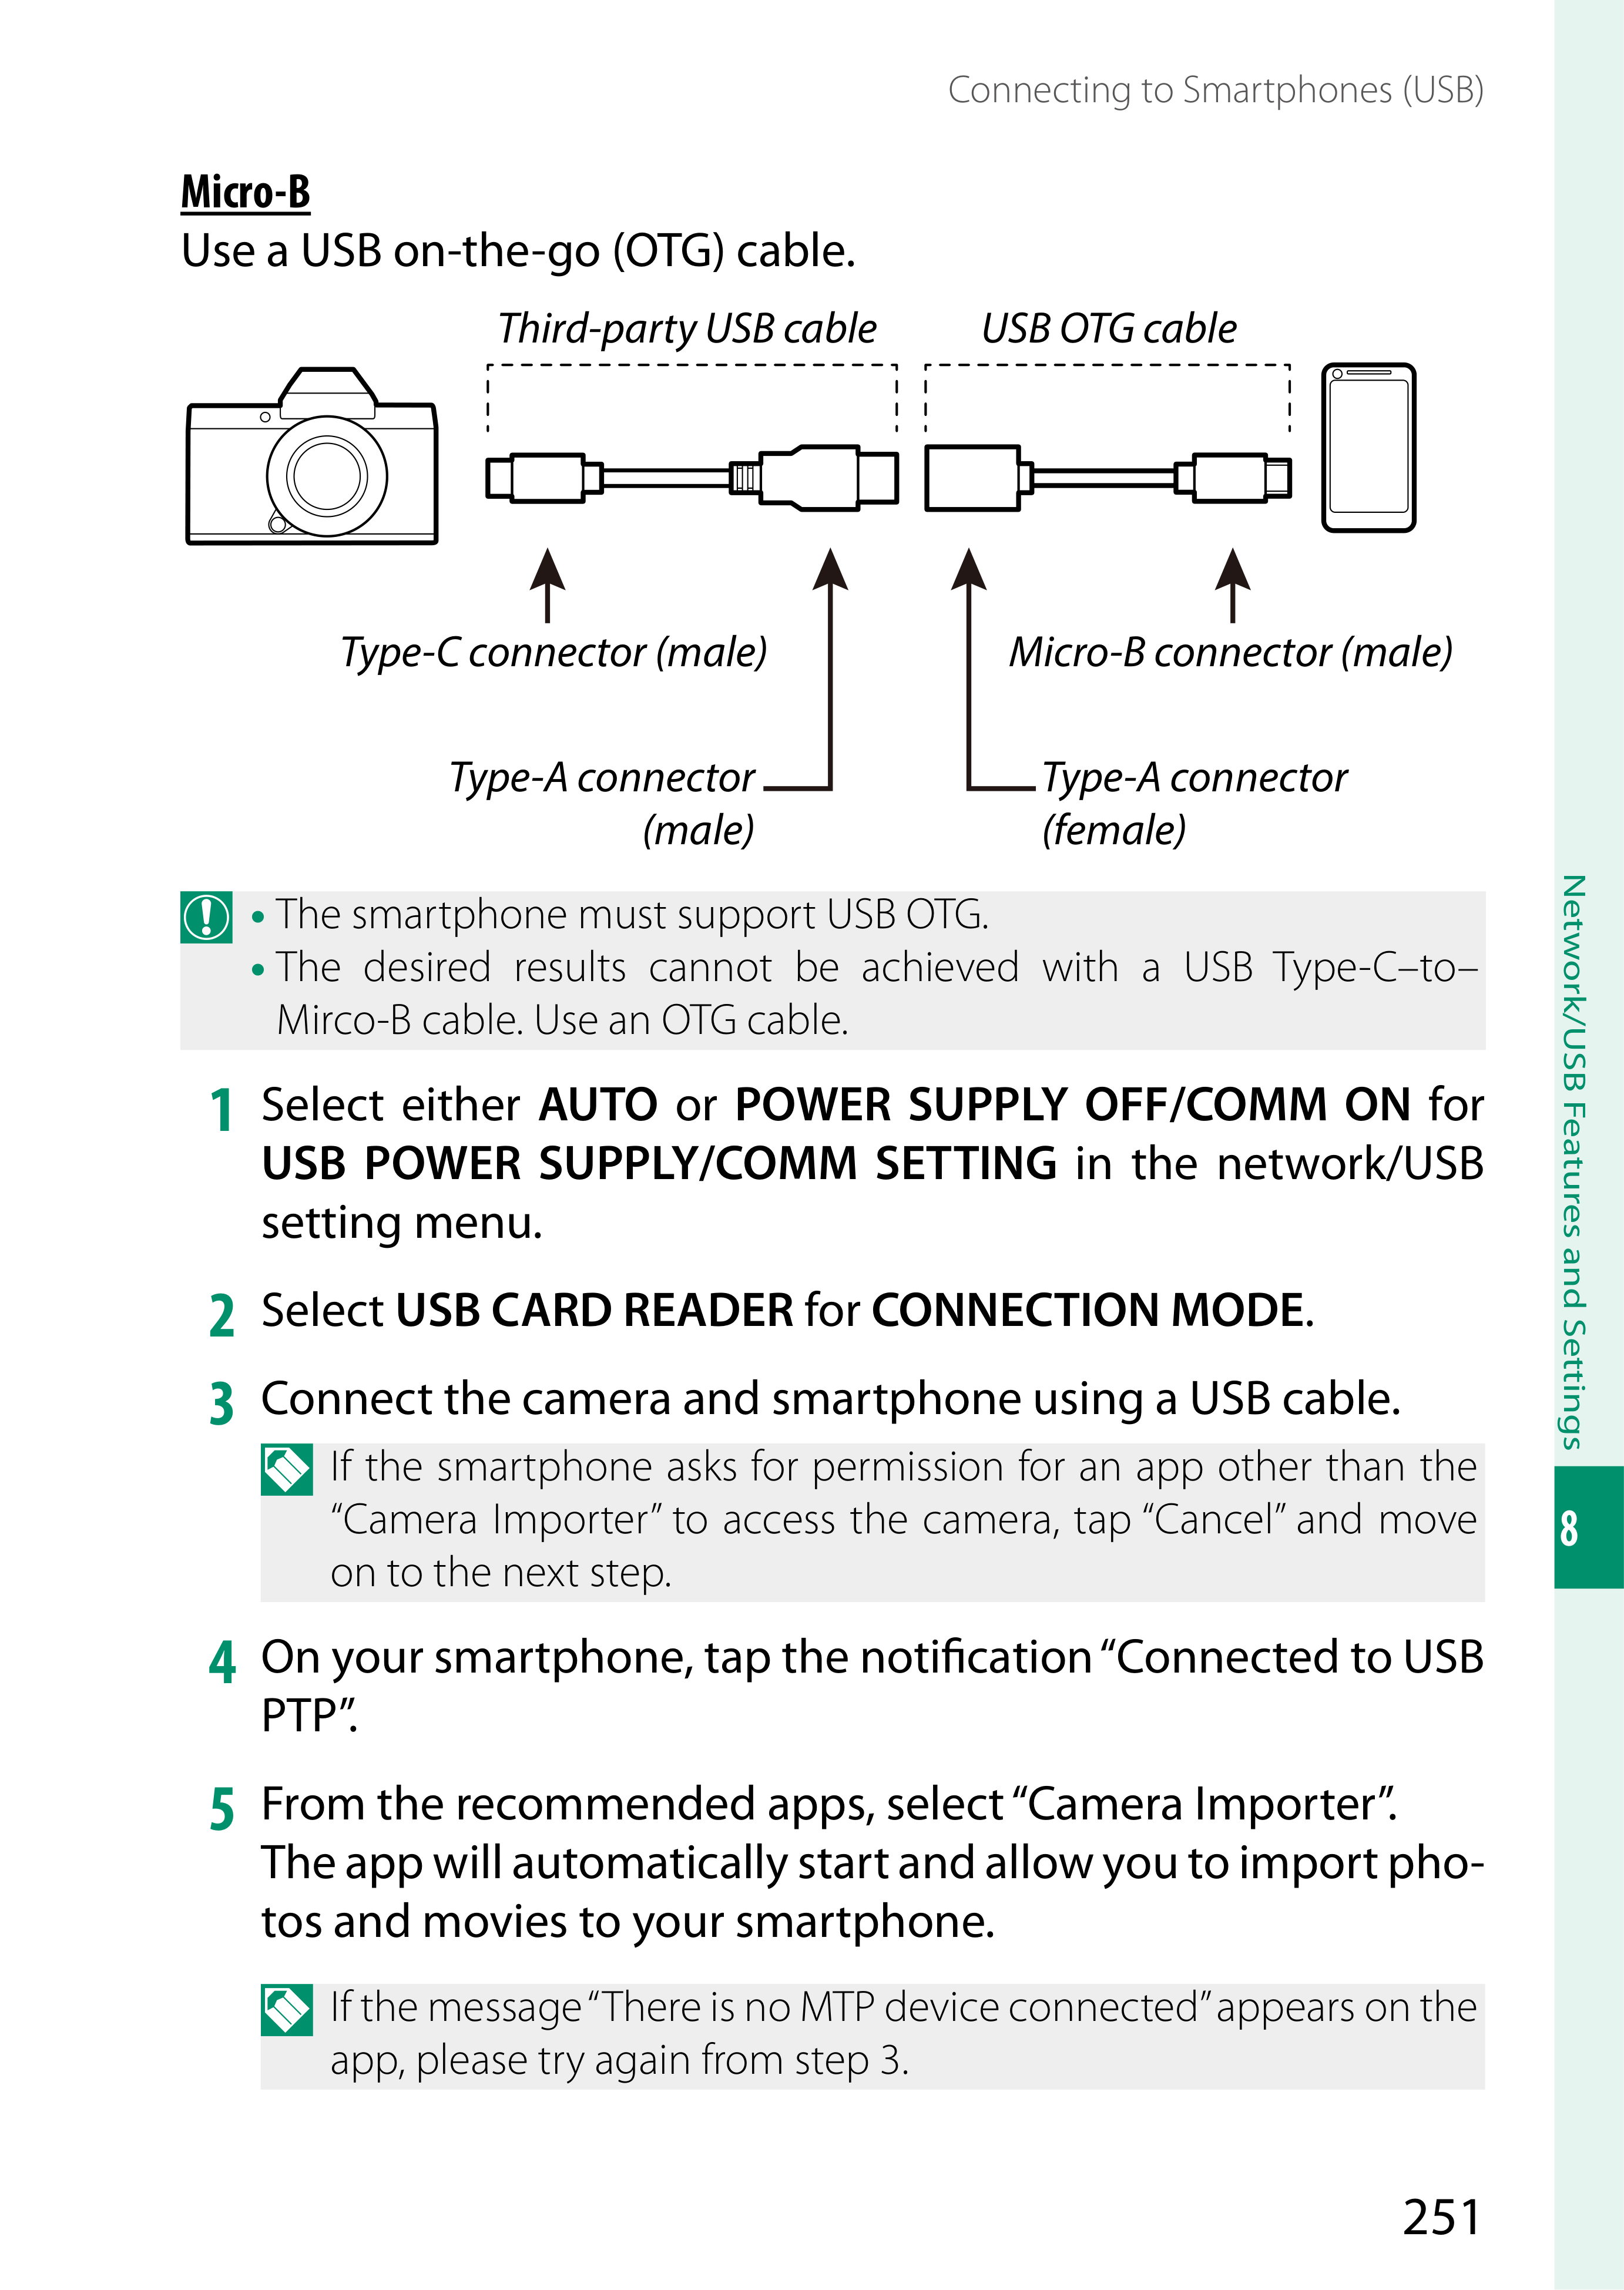 Connecting to Smartphones (USB)
Micro-B
Use a USB on-the-go (OTG) cable.
Third-party USB cable
USB OTG cable
Type-C connector (male)
Micro-B connector (male)
Type-A connector
(male)
Type-A connector
(female)
• The smartphone must support USB OTG.
• The desired results cannot be achieved with a USB Type-C–to–
Mirco-B cable. Use an OTG cable.
1 Select either AUTO or POWER SUPPLY OFF/COMM ON for
USB POWER SUPPLY/COMM SETTING in the network/USB
setting menu.
2 Select USB CARD READER for CONNECTION MODE.
3 Connect the camera and smartphone using a USB cable.
If the smartphone asks for permission for an app other than the
“Camera Importer” to access the camera, tap “Cancel” and move
on to the next step.
4 On your smartphone, tap the notification “Connected to USB
PTP”.
5 From the recommended apps, select “Camera Importer”.
The app will automatically start and allow you to import pho-
tos and movies to your smartphone.
If the message “There is no MTP device connected” appears on the
app, please try again from step 3.
Network/USB Features and Settings
8
251